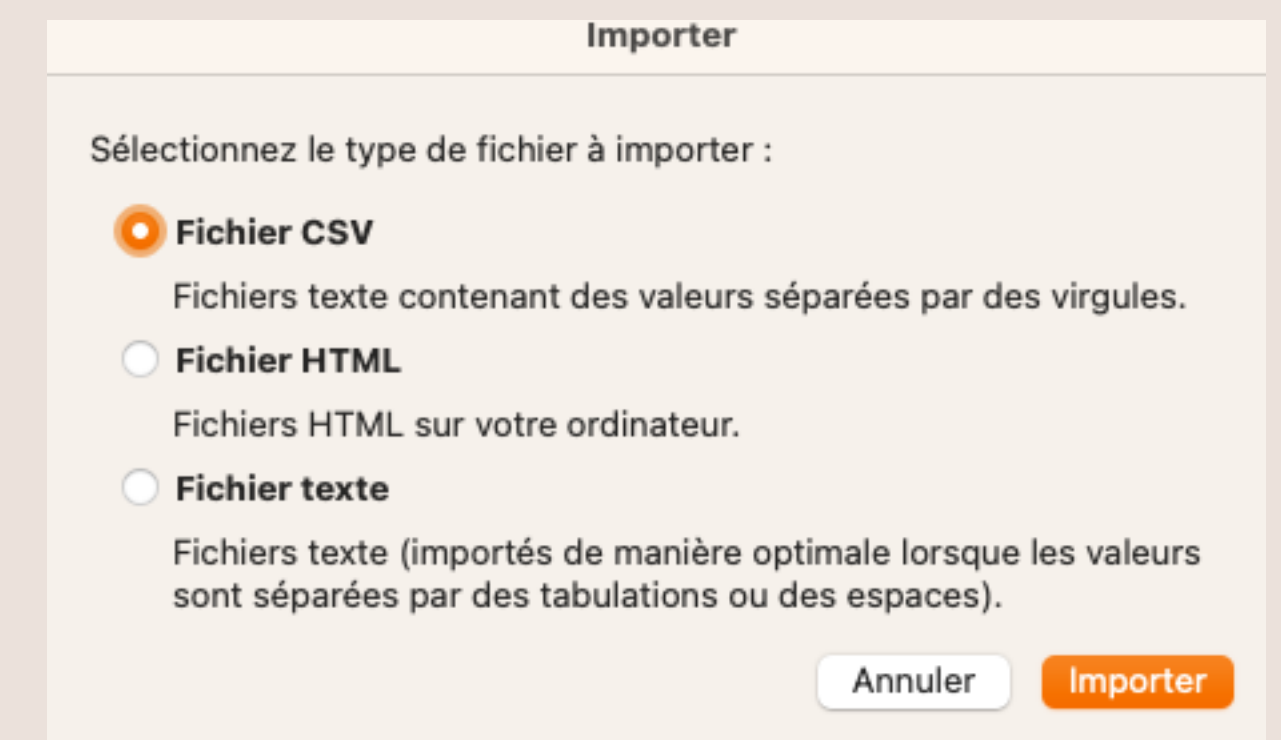 Importer
Sélectionnez le type de fichier à importer :
Fichier CSV
Fichiers texte contenant des valeurs séparées par des virgules.
Fichier HTML
Fichiers HTML sur votre ordinateur.
Fichier texte
Fichiers texte (importés de manière optimale lorsque les valeurs
sont séparées par des tabulations ou des espaces).
Annuler Importer